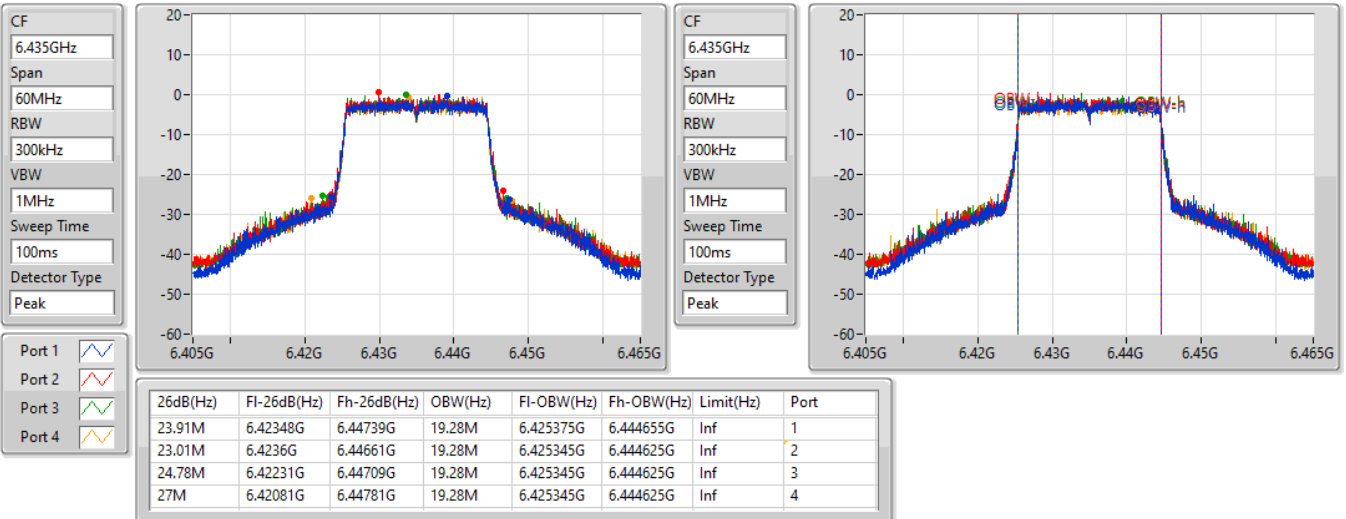 CF
6.435GHz
Span
60MHz
RBW
300kHz
VBW
1MHz
Sweep Time
100ms
Detector Type
Peak
20
10
0
-10
-20
-30
-40
-50
-60
6.405G 6.42G 6.43G 6.44G 6.45G 6.465G
CF
6.435GHz
Span
60MHz
RBW
300kHz
VBW
1MHz
Sweep Time
100ms
Detector Type
Peak
20
10
0
-10
-20
-30
-40
-50
-60
OBW-h
6.405G 6.42G 6.43G 6.44G 6.45G 6.465G
Port 1
Port 2
Port 3
Port 4
26dB(Hz) Fl-26dB(Hz) Fh-26dB(Hz) OBW(Hz) Fl-OBW(Hz) Fh-OBW(Hz) Limit(Hz) Port
23.91M 6.42348G 6.44739G 19.28M 6.425375G 6.444655G Inf 1
23.01M 6.4236G 6.44661G 19.28M 6.425345G 6.444625G Inf 2
24.78M 6.42231G 6.44709G 19.28M 6.425345G 6.444625G Inf 3
27M 6.42081G 6.44781G 19.28M 6.425345G 6.444625G Inf 4